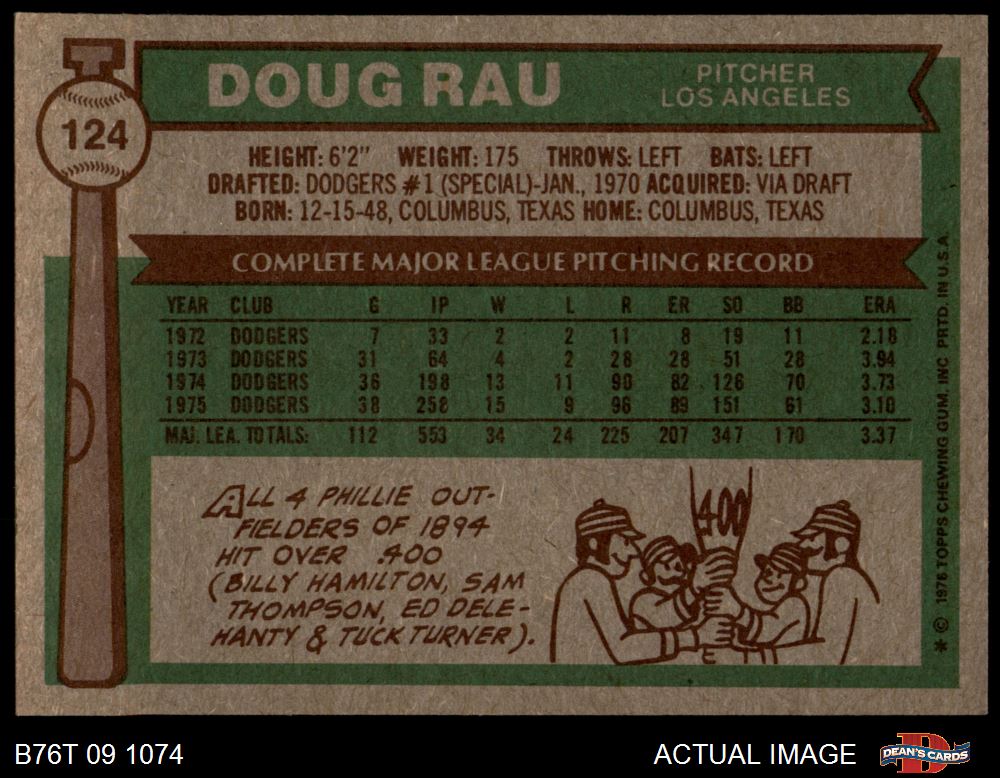 124
DOUG RAU
PITCHER
LOS ANGELES
HEIGHT: 6'2" WEIGHT: 175 THROWS: LEFT BATS: LEFT
DRAFTED: DODGERS #1 (SPECIAL)-JAN., 1970 ACQUIRED: VIA DRAFT
BORN: 12-15-48, COLUMBUS, TEXAS HOME: COLUMBUS, TEXAS
COMPLETE MAJOR LEAGUE PITCHING RECORD
YEAR CLUB G IP W L R ER SO BB ERA
1972 DODGERS 7 33 2 2 11 8 19 11 2.18
1973 DODGERS 31 64 4 2 28 28 51 28 3.94
1974 DODGERS 36 198 13 11 90 82 126 70 3.73
1975 DODGERS 38 258 15 9 96 89 151 61 3.10
MAJ. LEA. TOTALS: 112 553 34 24 225 207 347 170 3.37
ALL 4 PHILLIE OUT-
FIELDERS OF 1894
HIT OVER .400
(BILLY HAMILTON, SAM
THOMPSON, ED DELE-
HANTY & TUCK TURNER).
.400
* © 1976 TOPPS CHEWING GUM, INC. PRTD. IN U.S.A.
B76T 09 1074
ACTUAL IMAGE
D
DEAN'S CARDS